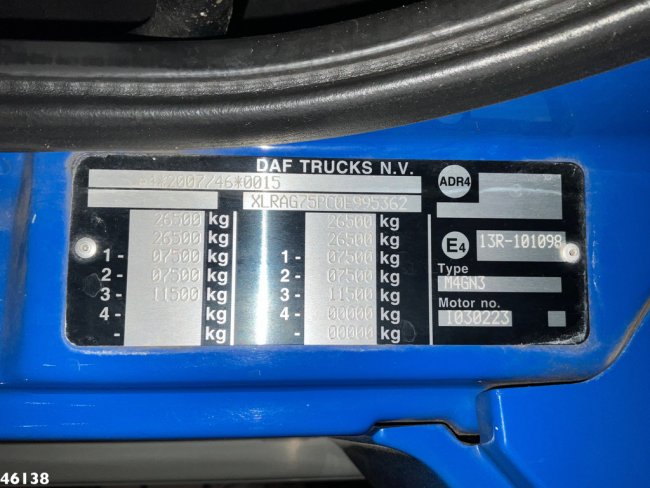 DAF TRUCKS N.V.
*2007/46*0015
XLRAG75PC0E995362
ADR4
26500 kg 26500 kg
26500 kg 26500 kg
1 - 07500 kg 1 - 07500 kg
2 - 07500 kg 2 - 07500 kg
3 - 11500 kg 3 - 11500 kg
4 - kg 4 - 00000 kg
- kg - 00000 kg
E4 13R-101098
Type
M4GN3
Motor no.
1030223
46138